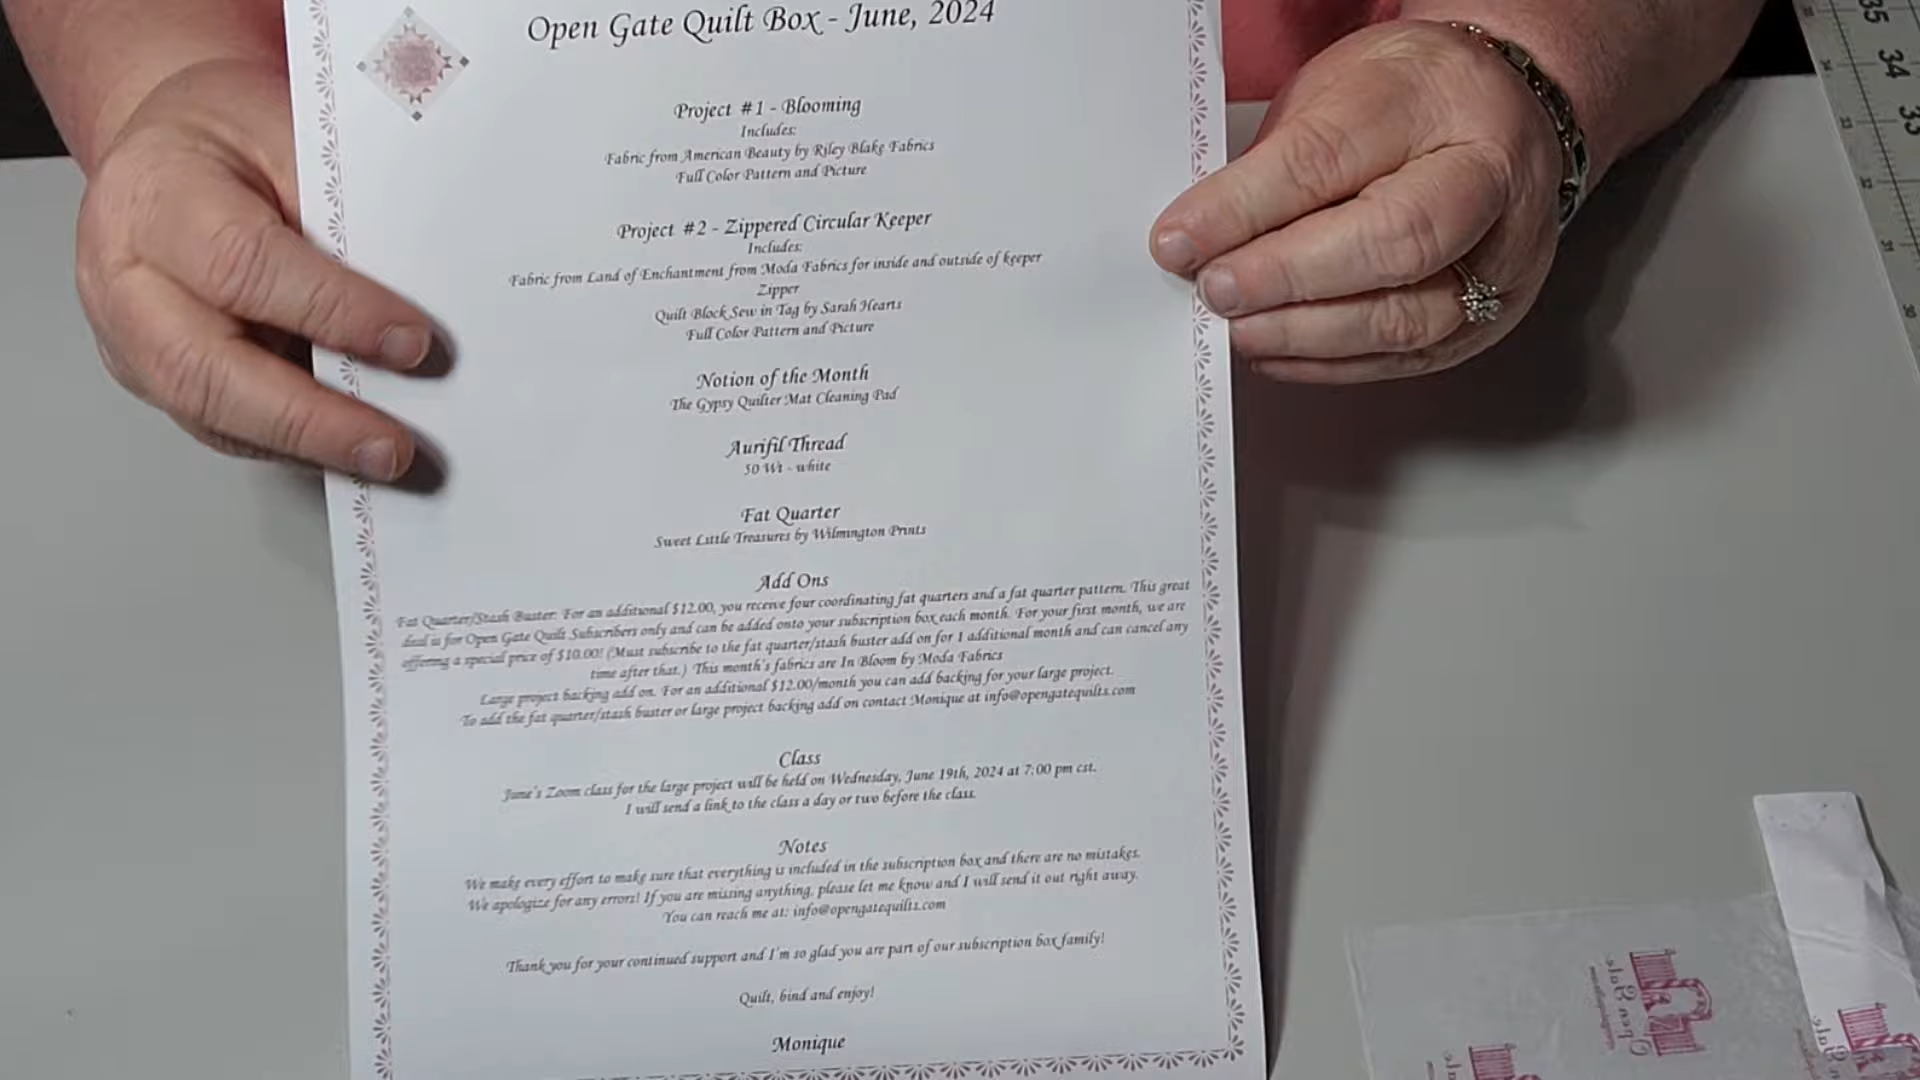 Open Gate Quilt Box - June, 2024
Project #1 - Blooming
Includes:
Fabric from American Beauty by Riley Blake Fabrics
Full Color Pattern and Picture
Project #2 - Zippered Circular Keeper
Includes:
Fabric from Land of Enchantment from Moda Fabrics for inside and outside of keeper
Zipper
Quilt Block Sew in Tag by Sarah Hearts
Full Color Pattern and Picture
Notion of the Month
The Gypsy Quilter Mat Cleaning Pad
Aurifil Thread
50 Wt - white
Fat Quarter
Sweet Little Treasures by Wilmington Prints
Add Ons
Fat Quarter/Stash Buster: For an additional $12.00, you receive four coordinating fat quarters and a fat quarter pattern. This great
deal is for Open Gate Quilt Subscribers only and can be added onto your subscription box each month. For your first month, we are
offering a special price of $10.00! (Must subscribe to the fat quarter/stash buster add on for 1 additional month and can cancel any
time after that.) This month's fabrics are In Bloom by Moda Fabrics
Large project backing add on. For an additional $12.00/month you can add backing for your large project.
To add the fat quarter/stash buster or large project backing add on contact Monique at info@opengatequilts.com
Class
June's Zoom class for the large project will be held on Wednesday, June 19th, 2024 at 7:00 pm cst.
I will send a link to the class a day or two before the class.
Notes
We make every effort to make sure that everything is included in the subscription box and there are no mistakes.
We apologize for any errors! If you are missing anything, please let me know and I will send it out right away.
You can reach me at: info@opengatequilts.com
Thank you for your continued support and I'm so glad you are part of our subscription box family!
Quilt, bind and enjoy!
Monique
35
34
33
Open Gate